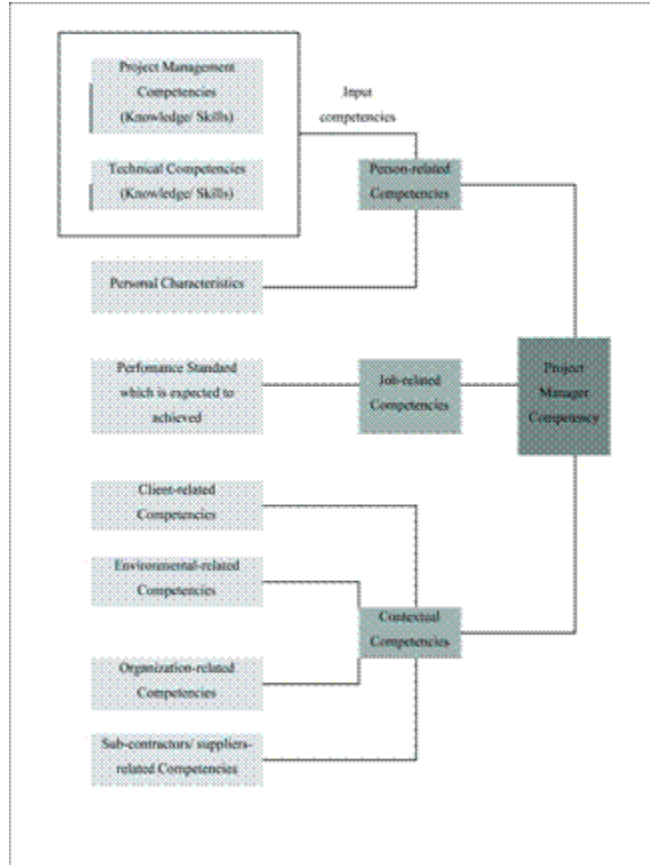 Project Management
Competencies
(Knowledge/ Skills)
Input
competencies
Technical Competencies
(Knowledge/ Skills)
Person-related
Competencies
Personal Characteristics
Perfomance Standard
which is expected to
achieved
Job-related
Competencies
Project
Manager
Competency
Client-related
Competencies
Environmental-related
Competencies
Contextual
Competencies
Organization-related
Competencies
Sub-contractors/ suppliers-
related Competencies